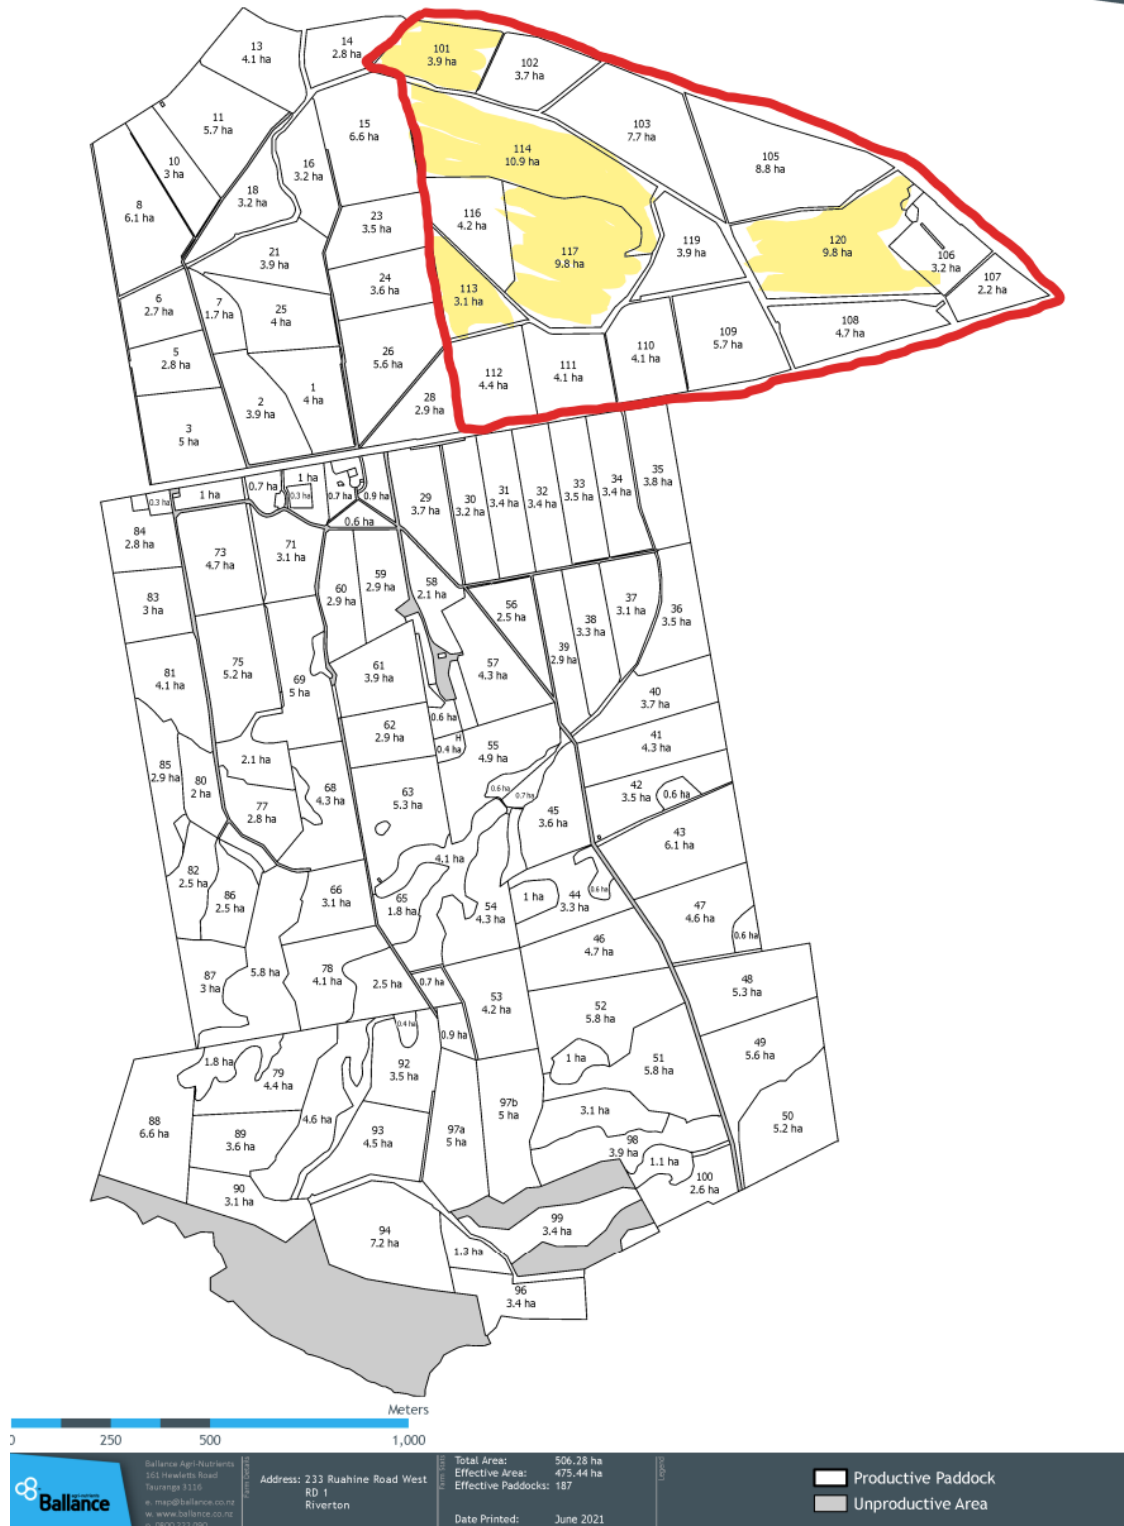 13
4.1 ha
14
2.8 ha
101
3.9 ha
102
3.7 ha
11
5.7 ha
15
6.6 ha
103
7.7 ha
10
3 ha
16
3.2 ha
114
10.9 ha
105
8.8 ha
8
6.1 ha
18
3.2 ha
23
3.5 ha
116
4.2 ha
119
3.9 ha
120
9.8 ha
106
3.2 ha
21
3.9 ha
117
9.8 ha
107
2.2 ha
24
3.6 ha
113
3.1 ha
6
2.7 ha
7
1.7 ha
25
4 ha
108
4.7 ha
109
5.7 ha
110
4.1 ha
5
2.8 ha
26
5.6 ha
111
4.1 ha
112
4.4 ha
1
4 ha
2
3.9 ha
28
2.9 ha
3
5 ha
35
3.8 ha
34
3.4 ha
33
3.5 ha
32
3.4 ha
31
3.4 ha
30
3.2 ha
29
3.7 ha
1 ha
0.7 ha
0.3 ha
1 ha
0.3 ha
0.7 ha
0.9 ha
0.6 ha
84
2.8 ha
73
4.7 ha
71
3.1 ha
60
2.9 ha
59
2.9 ha
58
2.1 ha
56
2.5 ha
37
3.1 ha
36
3.5 ha
38
3.3 ha
39
2.9 ha
83
3 ha
81
4.1 ha
75
5.2 ha
69
5 ha
61
3.9 ha
57
4.3 ha
40
3.7 ha
0.6 ha
62
2.9 ha
H
0.4 ha
55
4.9 ha
41
4.3 ha
85
2.9 ha
80
2 ha
2.1 ha
68
4.3 ha
63
5.3 ha
0.6 ha
0.7 ha
42
3.5 ha
0.6 ha
77
2.8 ha
45
3.6 ha
43
6.1 ha
4.1 ha
82
2.5 ha
86
2.5 ha
66
3.1 ha
65
1.8 ha
54
4.3 ha
1 ha
44
3.3 ha
0.6 ha
47
4.6 ha
0.6 ha
46
4.7 ha
87
3 ha
5.8 ha
78
4.1 ha
2.5 ha
0.7 ha
53
4.2 ha
48
5.3 ha
52
5.8 ha
0.4 ha
0.9 ha
49
5.6 ha
1.8 ha
79
4.4 ha
92
3.5 ha
1 ha
51
5.8 ha
97b
5 ha
3.1 ha
88
6.6 ha
4.6 ha
50
5.2 ha
89
3.6 ha
93
4.5 ha
97a
5 ha
98
3.9 ha
1.1 ha
100
2.6 ha
90
3.1 ha
99
3.4 ha
94
7.2 ha
1.3 ha
96
3.4 ha
Meters
0 250 500 1,000
agri-nutrients
Ballance
Ballance Agri-Nutrients
161 Hewletts Road
Tauranga 3116
e. map@ballance.co.nz
w. www.ballance.co.nz
Farm Details
Address: 233 Ruahine Road West
RD 1
Riverton
Farm Stats
Total Area: 506.28 ha
Effective Area: 475.44 ha
Effective Paddocks: 187
Date Printed: June 2021
Legend
Productive Paddock
Unproductive Area